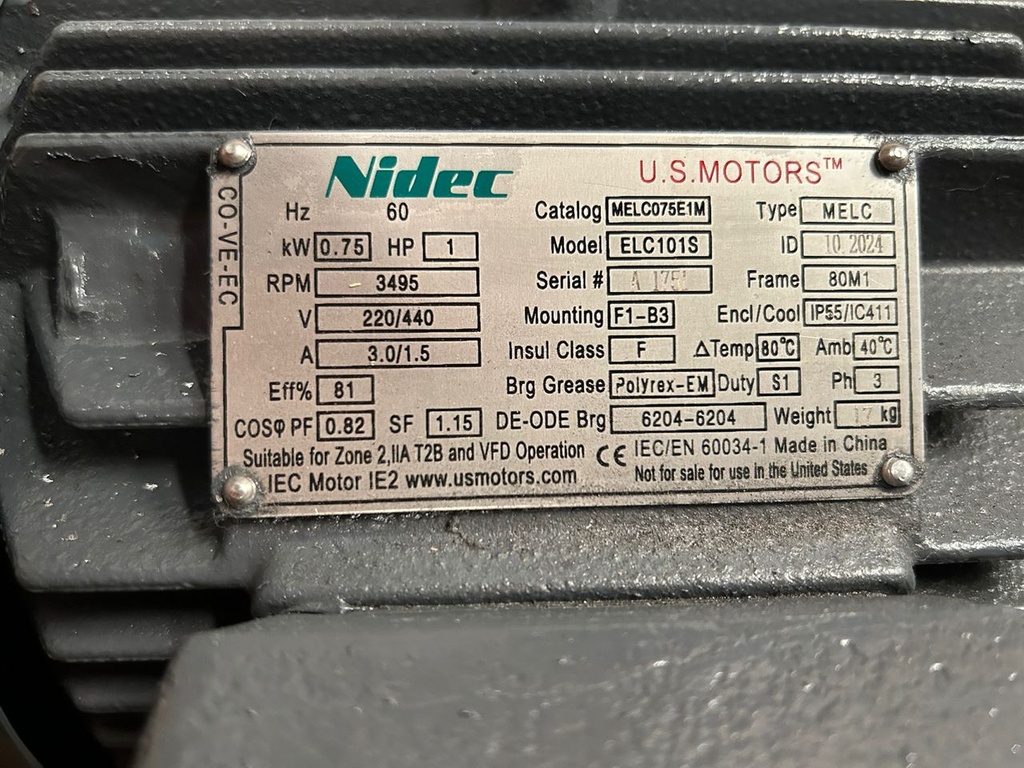 Nidec U.S.MOTORS™
CO-VE-EC
Hz 60 Catalog MELC075E1M Type MELC
kW 0.75 HP 1 Model ELC101S ID 10 2024
RPM 3495 Serial # A 1751 Frame 80M1
V 220/440 Mounting F1-B3 Encl/Cool IP55/IC411
A 3.0/1.5 Insul Class F ΔTemp 80°C Amb 40°C
Eff% 81 Brg Grease Polyrex-EM Duty S1 Ph 3
COSφ PF 0.82 SF 1.15 DE-ODE Brg 6204-6204 Weight 17 kg
Suitable for Zone 2,IIA T2B and VFD Operation CE IEC/EN 60034-1 Made in China
IEC Motor IE2 www.usmotors.com Not for sale for use in the United States